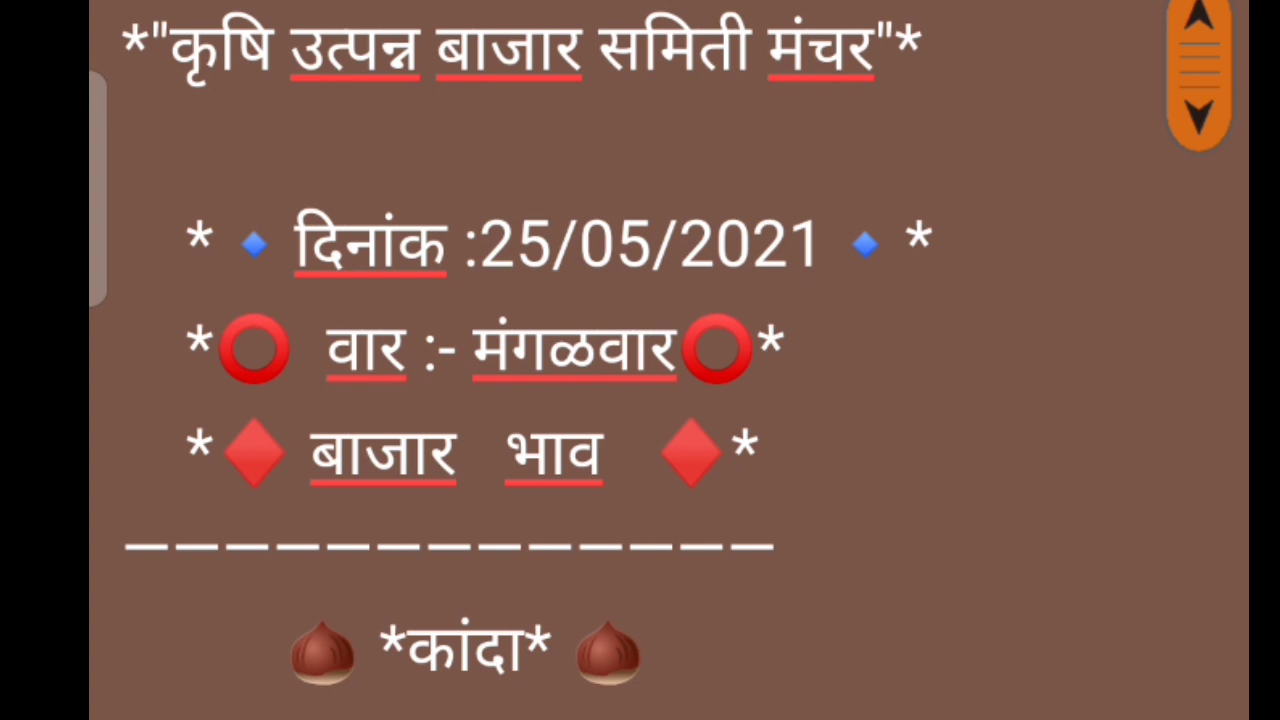 *"कृषि उत्पन्न बाजार समिती मंचर"*
*🔹दिनांक :25/05/2021🔹*
*⭕ वार :- मंगळवार⭕*
*♦️ बाजार भाव ♦️*
_ _ _ _ _ _ _ _ _ _ _ _ _
🌰 *कांदा* 🌰